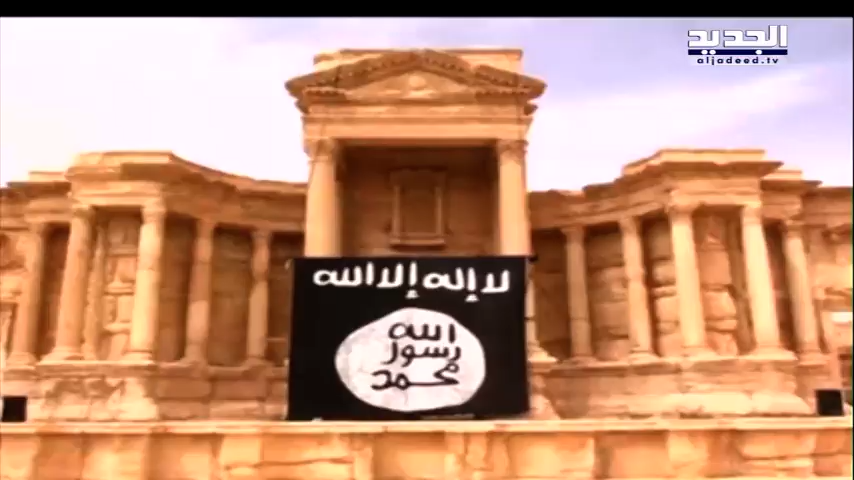 الجديد
aljadeed.tv
لا إله إلا الله
الله
رسول
محمد